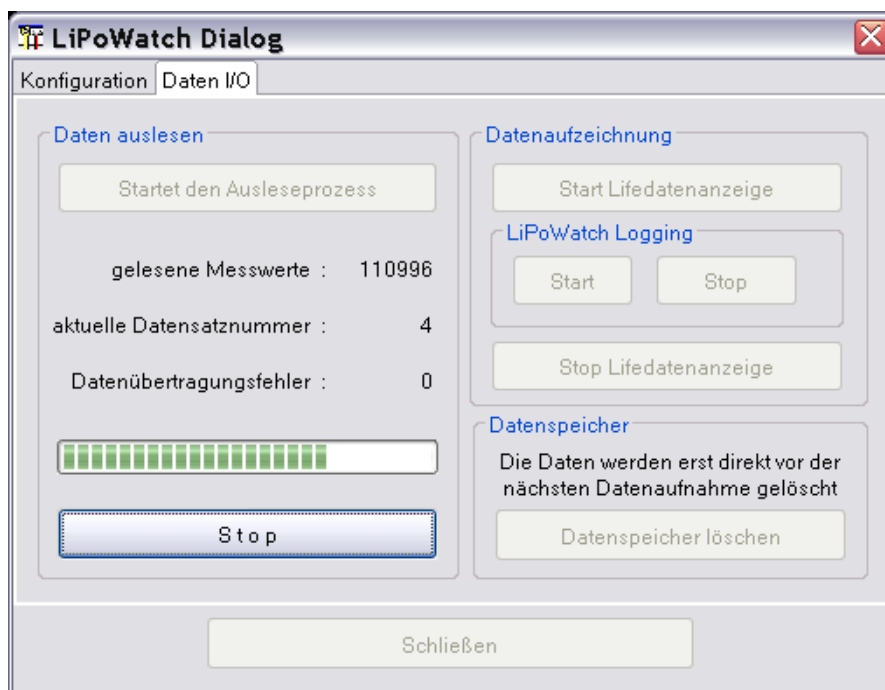 LiPoWatch Dialog
Konfiguration
Daten I/O
Daten auslesen
Startet den Ausleseprozess
gelesene Messwerte : 110996
aktuelle Datensatznummer : 4
Datenübertragungsfehler : 0
Stop
Datenaufzeichnung
Start Lifedatenanzeige
LiPoWatch Logging
Start
Stop
Stop Lifedatenanzeige
Datenspeicher
Die Daten werden erst direkt vor der
nächsten Datenaufnahme gelöscht
Datenspeicher löschen
Schließen